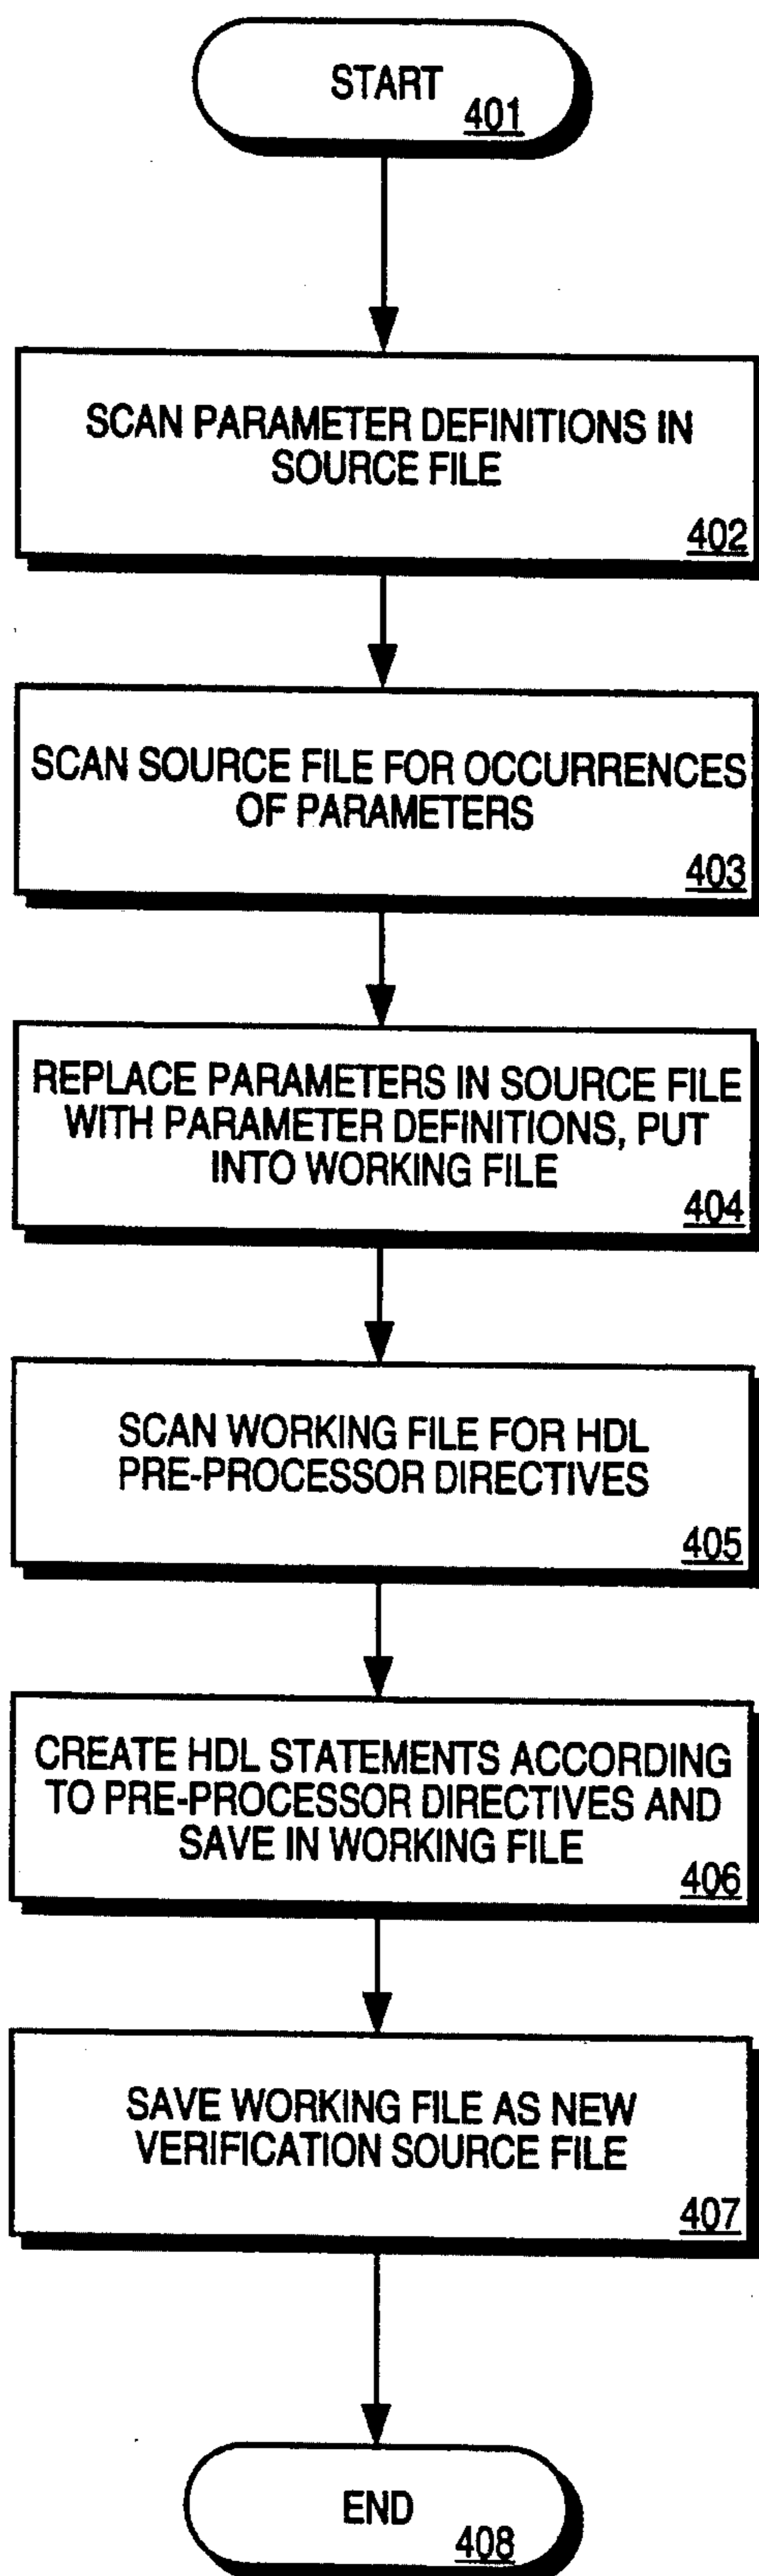 START
401
SCAN PARAMETER DEFINITIONS IN
SOURCE FILE
402
SCAN SOURCE FILE FOR OCCURRENCES
OF PARAMETERS
403
REPLACE PARAMETERS IN SOURCE FILE
WITH PARAMETER DEFINITIONS, PUT
INTO WORKING FILE
404
SCAN WORKING FILE FOR HDL
PRE-PROCESSOR DIRECTIVES
405
CREATE HDL STATEMENTS ACCORDING
TO PRE-PROCESSOR DIRECTIVES AND
SAVE IN WORKING FILE
406
SAVE WORKING FILE AS NEW
VERIFICATION SOURCE FILE
407
END
408